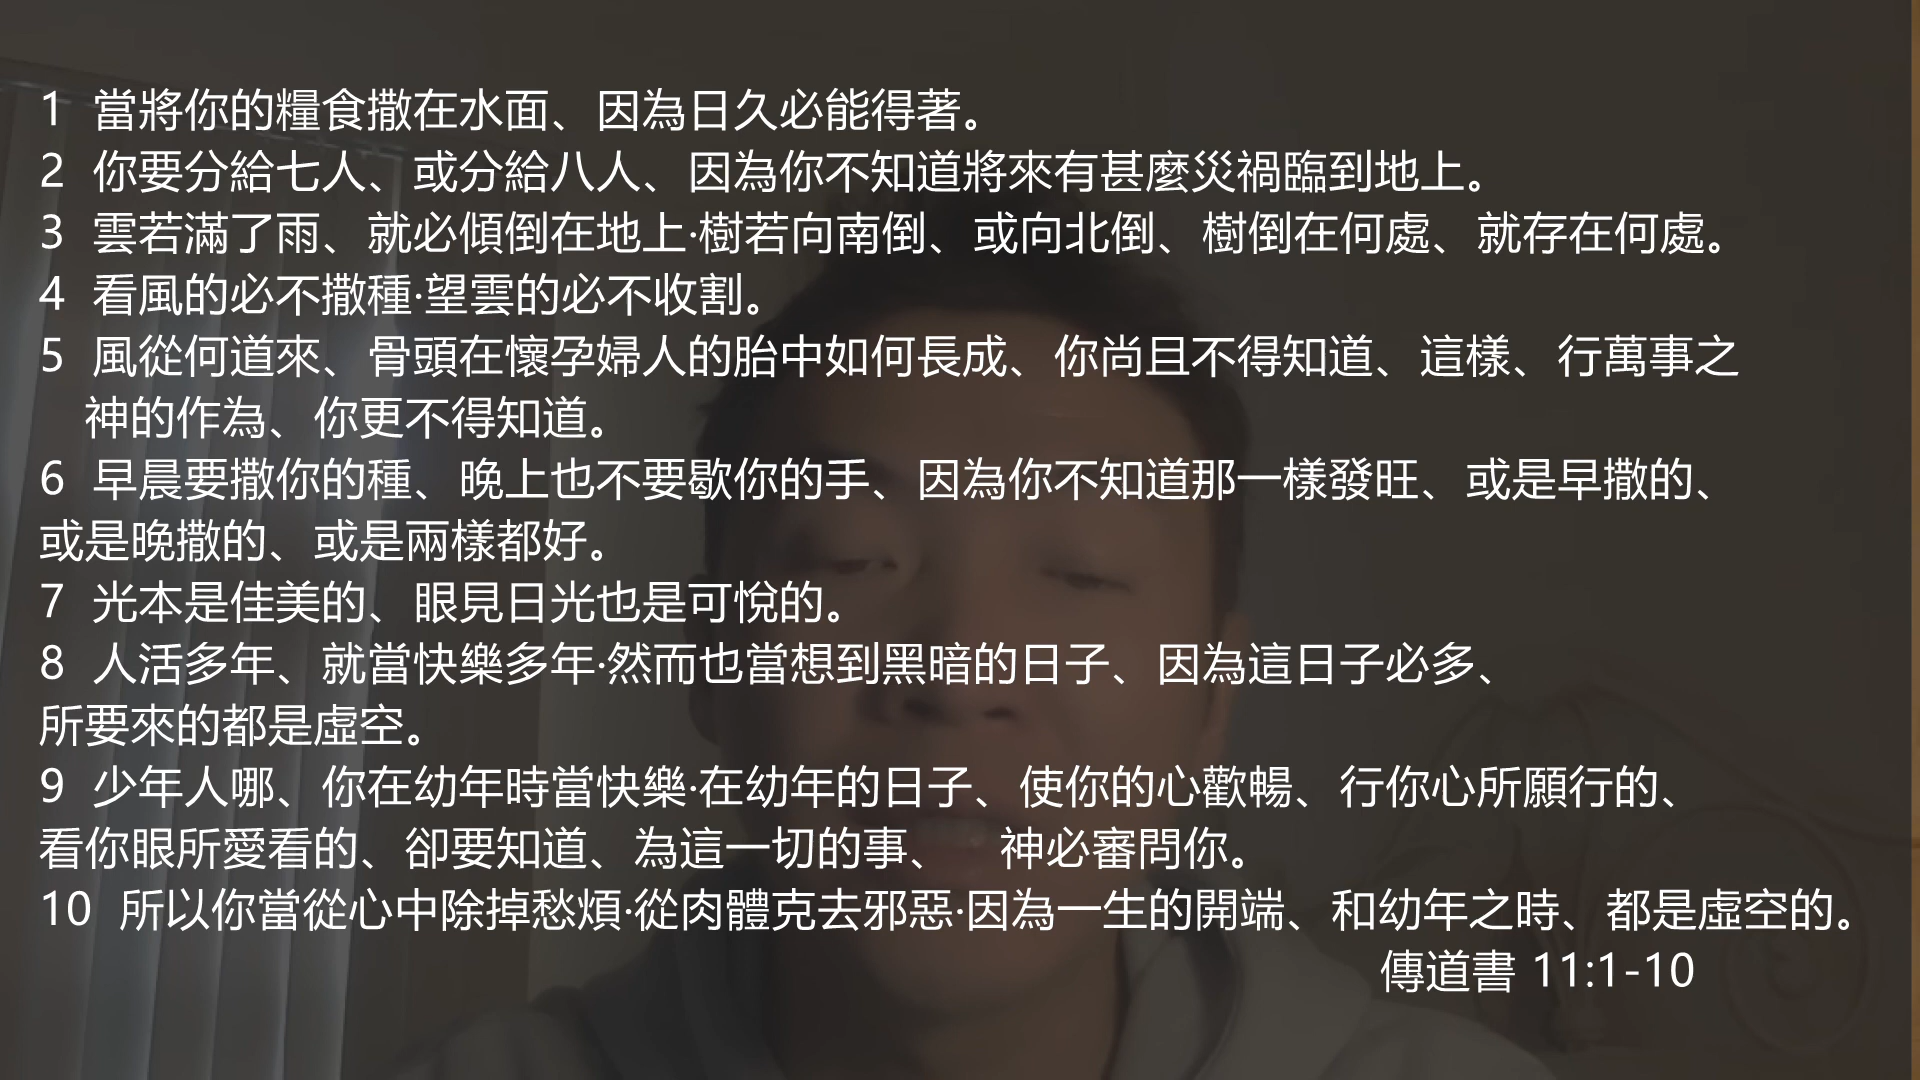 1 當將你的糧食撒在水面、因為日久必能得著。
2 你要分給七人、或分給八人、因為你不知道將來有甚麼災禍臨到地上。
3 雲若滿了雨、就必傾倒在地上·樹若向南倒、或向北倒、樹倒在何處、就存在何處。
4 看風的必不撒種·望雲的必不收割。
5 風從何道來、骨頭在懷孕婦人的胎中如何長成、你尚且不得知道、這樣、行萬事之
神的作為、你更不得知道。
6 早晨要撒你的種、晚上也不要歇你的手、因為你不知道那一樣發旺、或是早撒的、
或是晚撒的、或是兩樣都好。
7 光本是佳美的、眼見日光也是可悅的。
8 人活多年、就當快樂多年·然而也當想到黑暗的日子、因為這日子必多、
所要來的都是虛空。
9 少年人哪、你在幼年時當快樂·在幼年的日子、使你的心歡暢、行你心所願行的、
看你眼所愛看的、卻要知道、為這一切的事、 神必審問你。
10 所以你當從心中除掉愁煩·從肉體克去邪惡·因為一生的開端、和幼年之時、都是虛空的。
傳道書 11:1-10